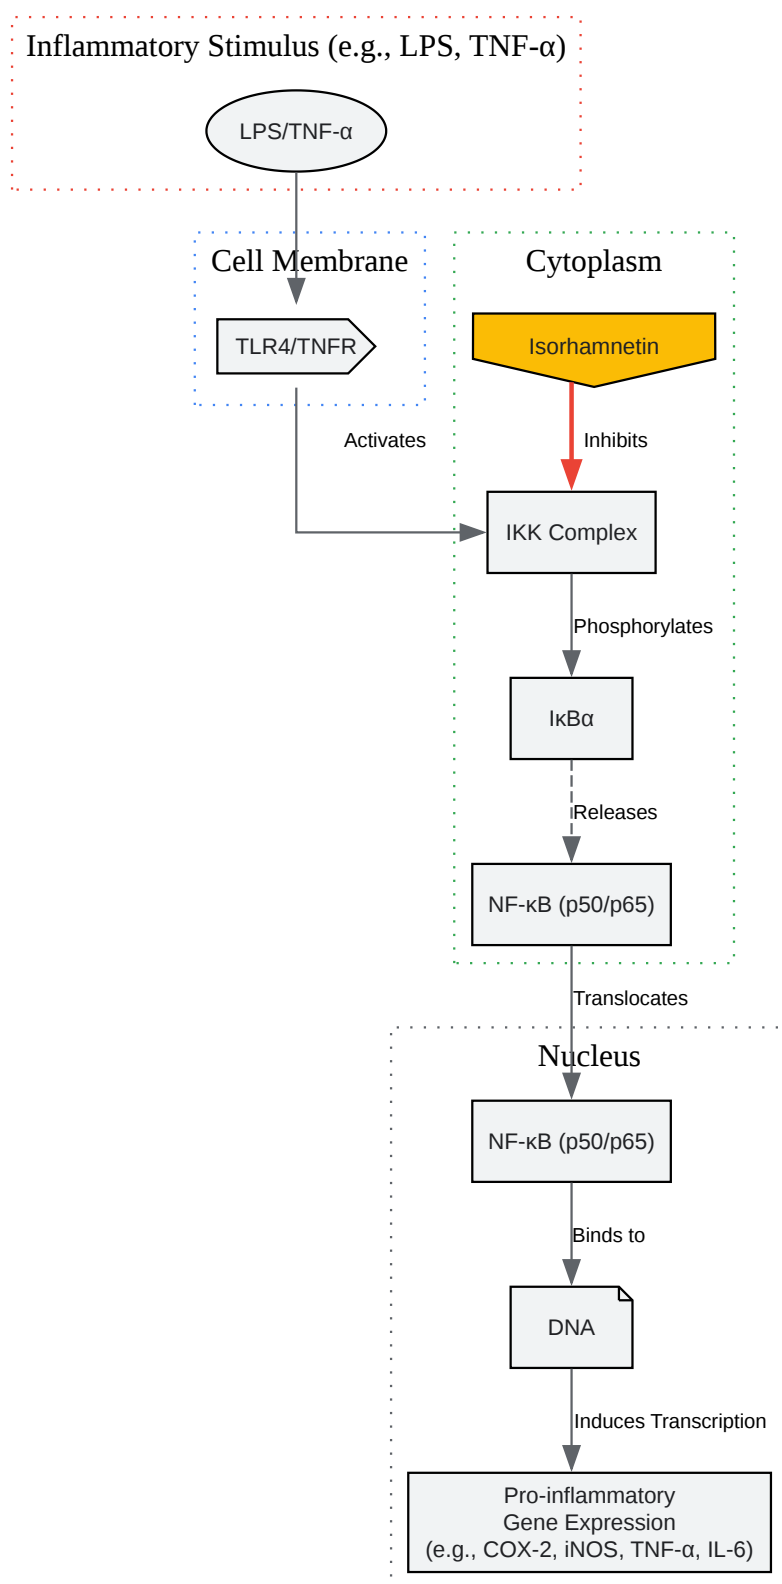 Inflammatory Stimulus (e.g., LPS, TNF-α)
LPS/TNF-α
Cell Membrane
Cytoplasm
TLR4/TNFR
Isorhamnetin
Activates
Inhibits
IKK Complex
Phosphorylates
IκBα
Releases
NF-κB (p50/p65)
Translocates
Nucleus
NF-κB (p50/p65)
Binds to
DNA
Induces Transcription
Pro-inflammatory
Gene Expression
(e.g., COX-2, iNOS, TNF-α, IL-6)